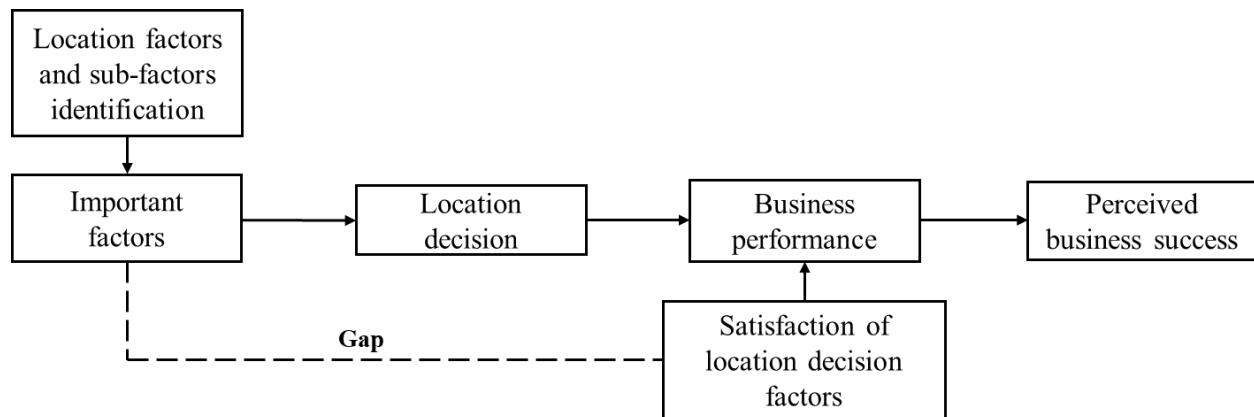 Location factors
and sub-factors
identification
Important
factors
Location
decision
Business
performance
Perceived
business success
Gap
Satisfaction of
location decision
factors